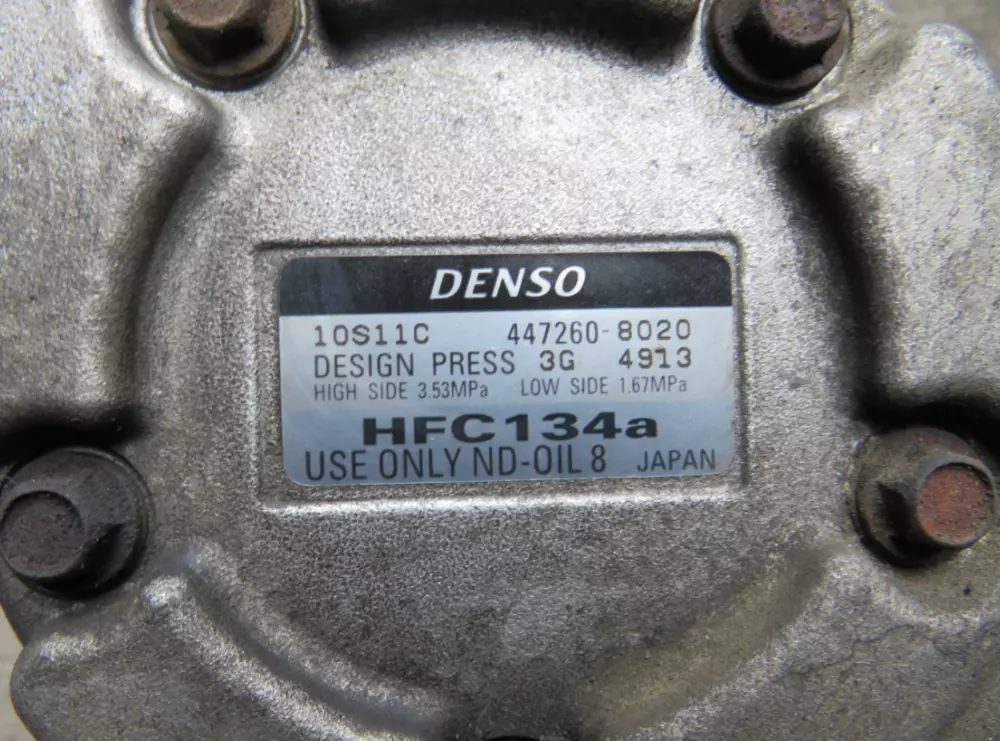 DENSO
10S11C 447260-8020
DESIGN PRESS 3G 4913
HIGH SIDE 3.53MPa LOW SIDE 1.67MPa
HFC134a
USE ONLY ND-OIL 8 JAPAN